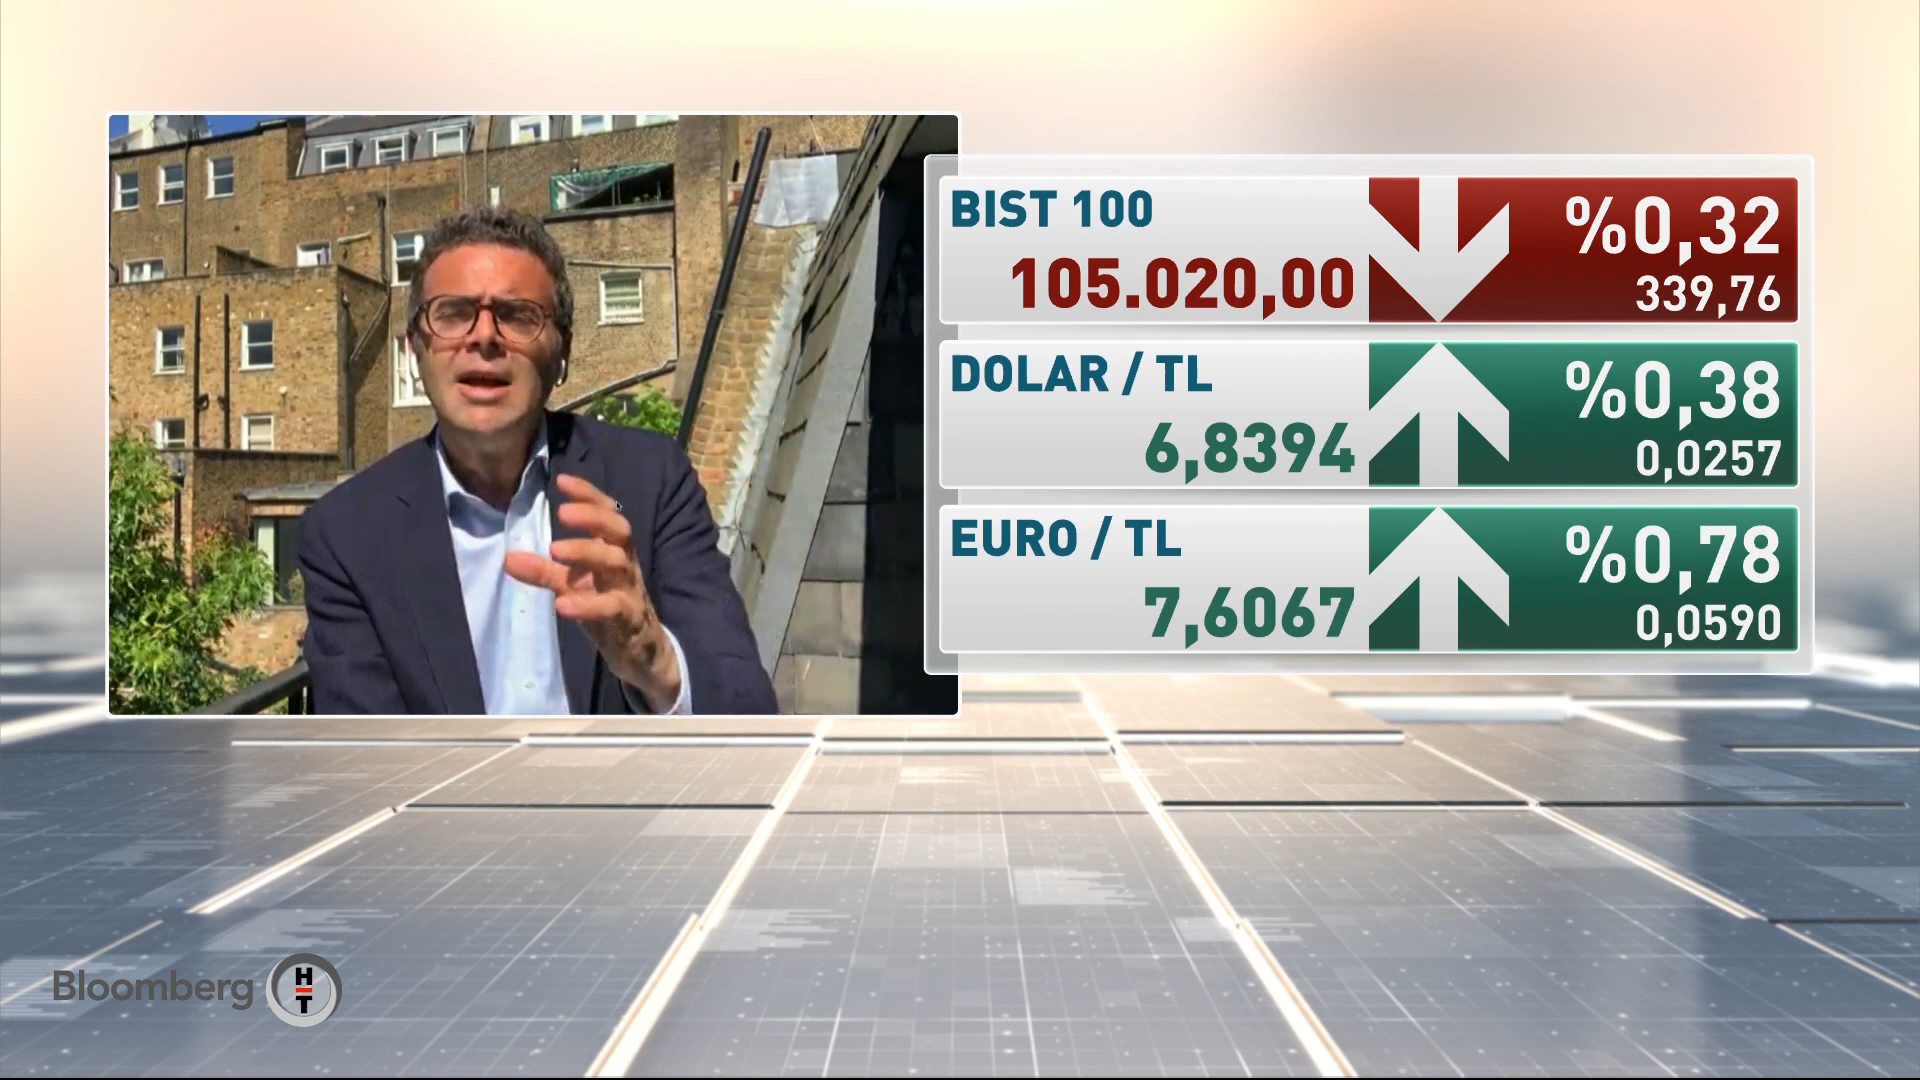 BIST 100
105.020,00
%0,32
339,76
DOLAR / TL
6,8394
%0,38
0,0257
EURO / TL
7,6067
%0,78
0,0590
Bloomberg HT